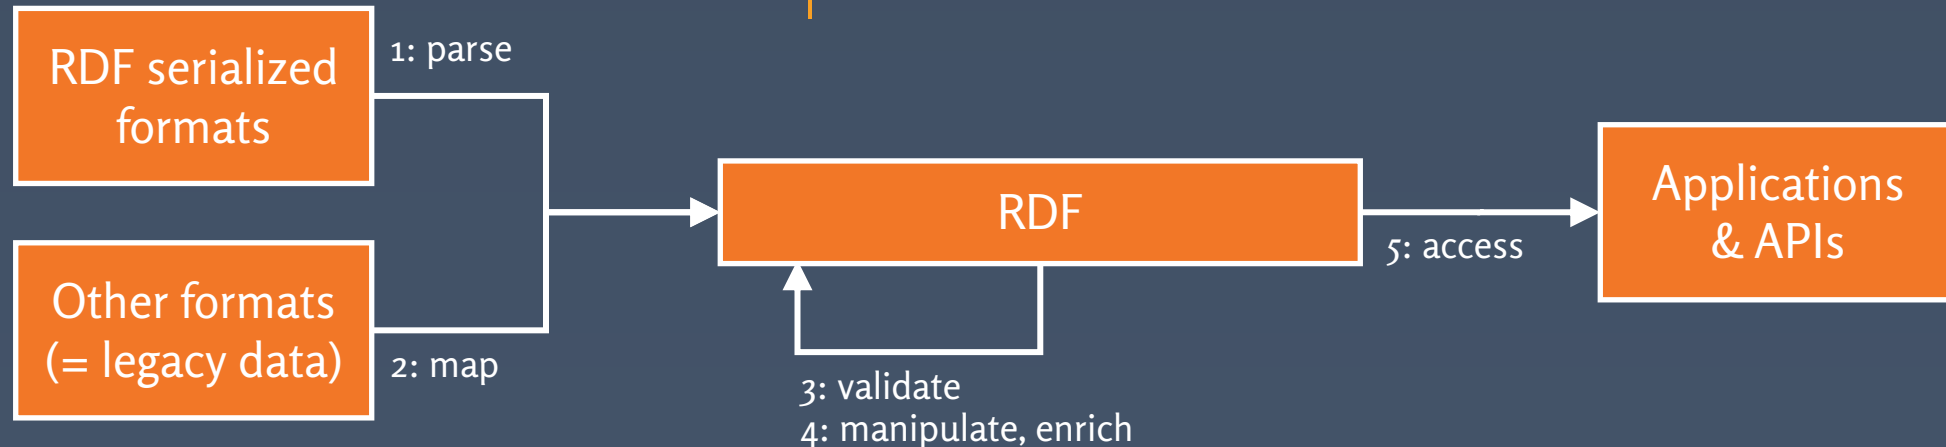 RDF serialized
formats
1: parse
Other formats
(= legacy data)
2: map
RDF
3: validate
4: manipulate, enrich
5: access
Applications
& APIs